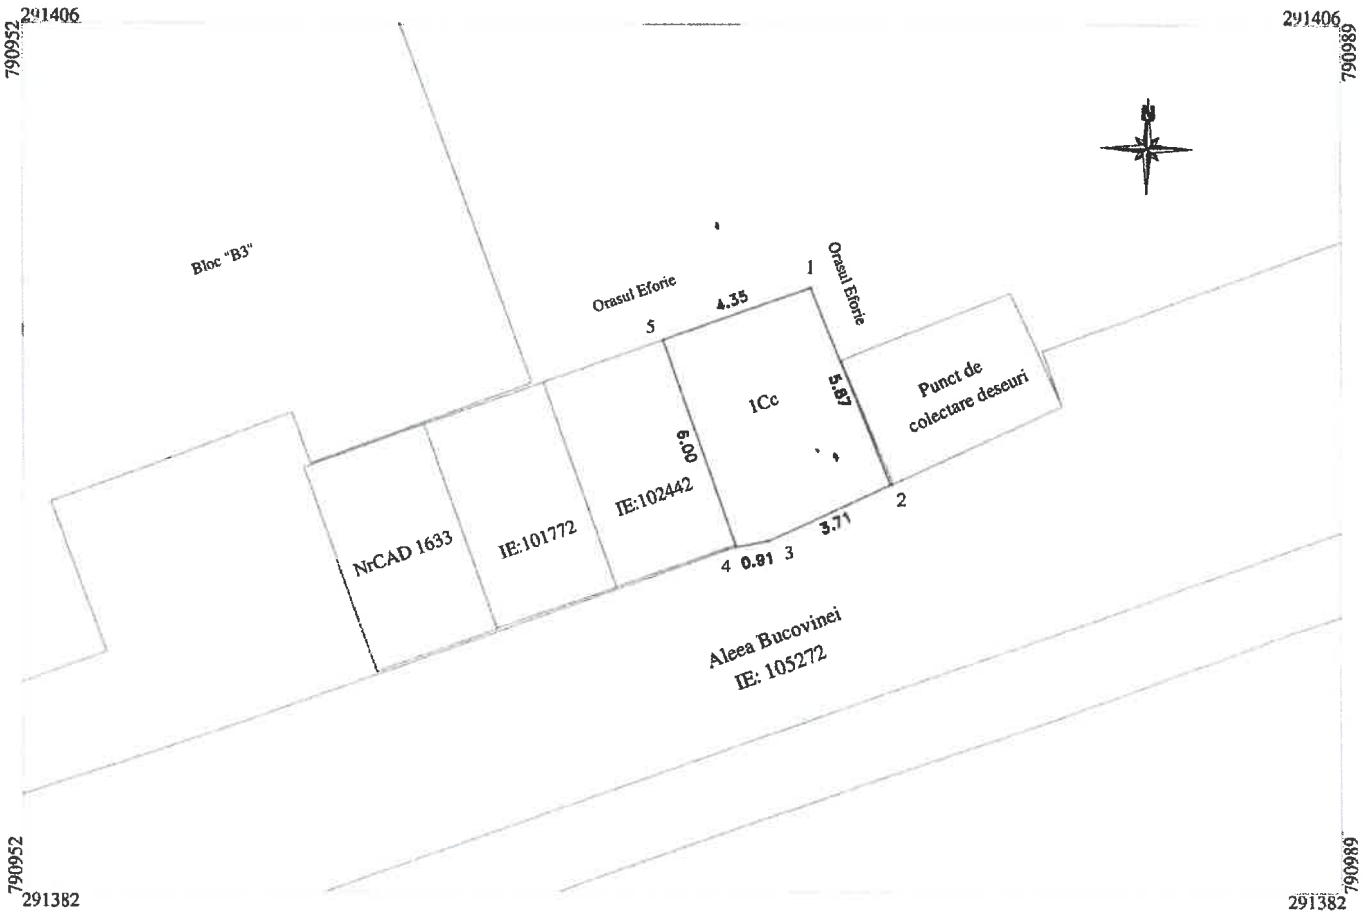 291406
790952
291406
790989
N
Bloc "B3"
Orasul Eforie
Orasul Eforie
1
4.35
5
5.87
Punct de
colectare deseuri
1Cc
6.00
IE:102442
2
IE:101772
NrCAD 1633
3.71
3
4
0.91
Aleea Bucovinei
IE: 105272
790952
291382
790989
291382